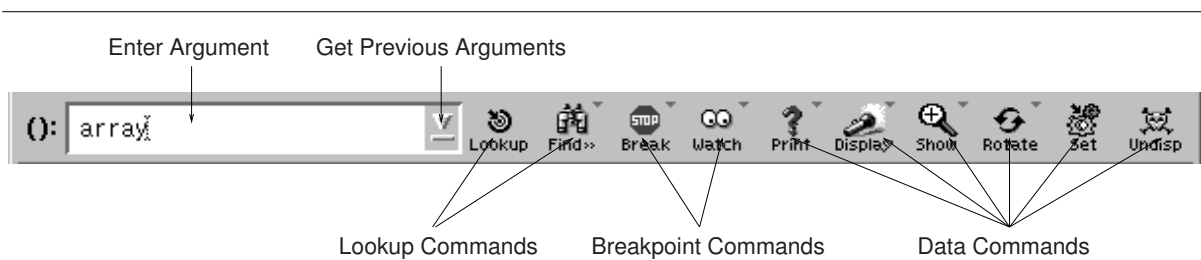 Enter Argument Get Previous Arguments
(): array
Lookup Find» Break Watch Print Display Show Rotate Set Undisp
STOP
Lookup Commands Breakpoint Commands Data Commands